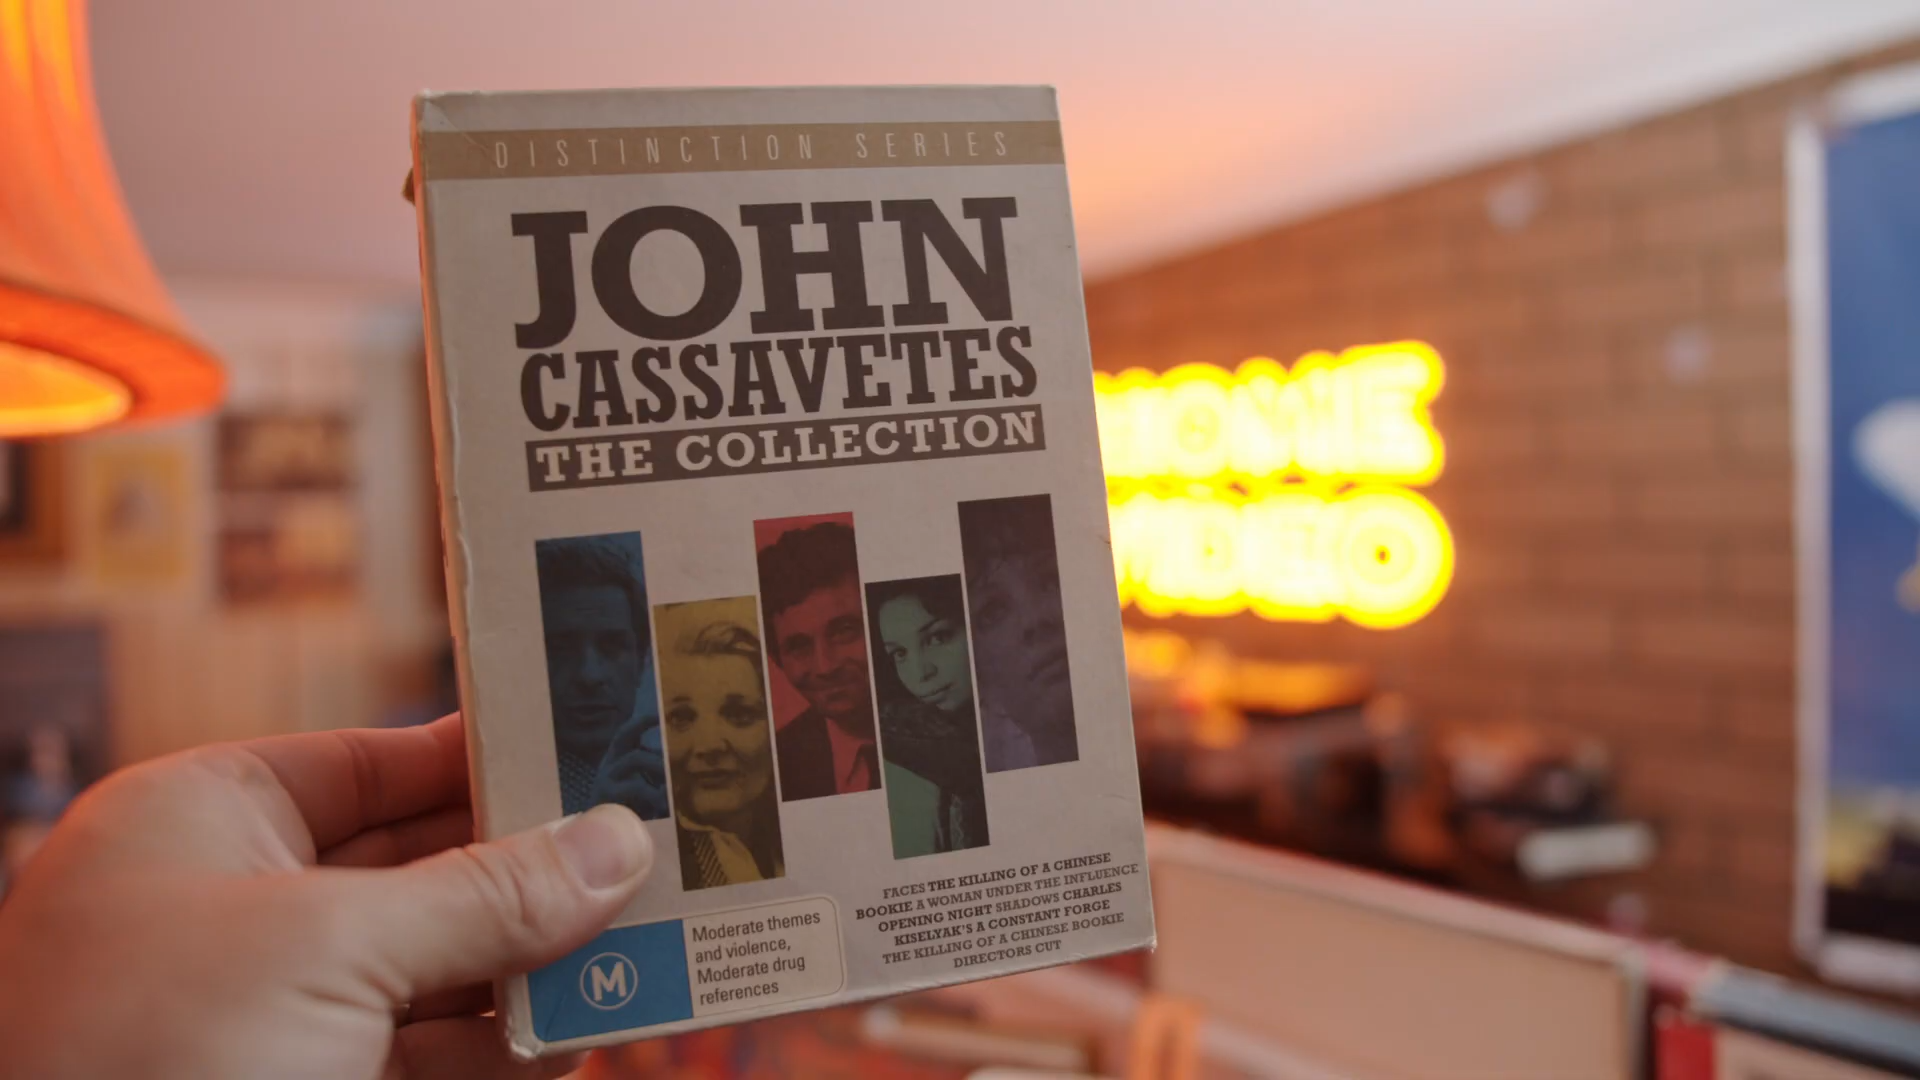 DISTINCTION SERIES
JOHN
CASSAVETES
THE COLLECTION
FACES THE KILLING OF A CHINESE
BOOKIE A WOMAN UNDER THE INFLUENCE
OPENING NIGHT SHADOWS CHARLES
KISELYAK'S A CONSTANT FORGE
THE KILLING OF A CHINESE BOOKIE
DIRECTORS CUT
M
Moderate themes
and violence,
Moderate drug
references
VIDEO